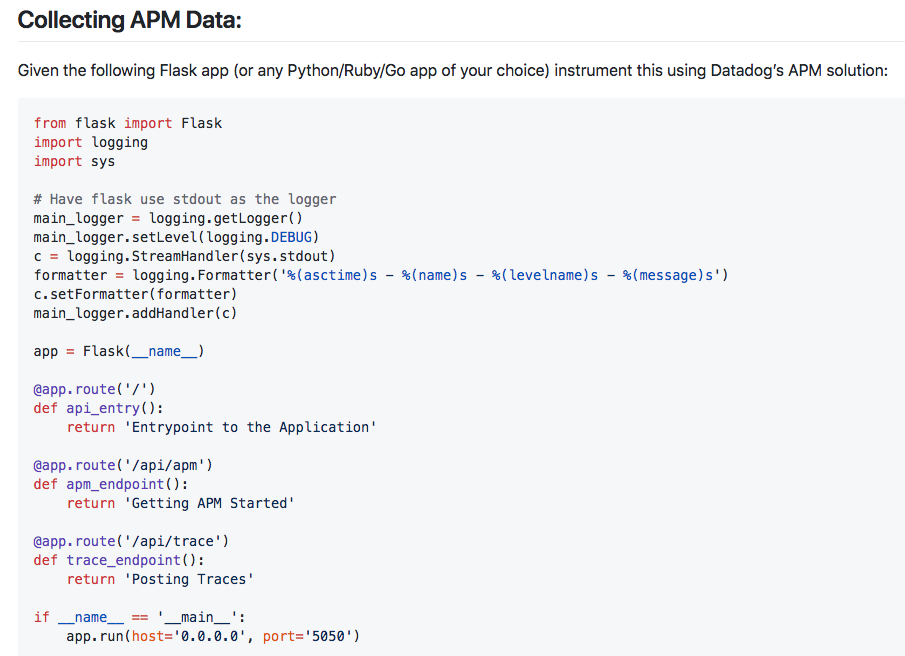 Collecting APM Data:
Given the following Flask app (or any Python/Ruby/Go app of your choice) instrument this using Datadog’s APM solution:
from flask import Flask
import logging
import sys
# Have flask use stdout as the logger
main_logger = logging.getLogger()
main_logger.setLevel(logging.DEBUG)
c = logging.StreamHandler(sys.stdout)
formatter = logging.Formatter('%(asctime)s - %(name)s - %(levelname)s - %(message)s')
c.setFormatter(formatter)
main_logger.addHandler(c)
app = Flask(__name__)
@app.route('/')
def api_entry():
    return 'Entrypoint to the Application'
@app.route('/api/apm')
def apm_endpoint():
    return 'Getting APM Started'
@app.route('/api/trace')
def trace_endpoint():
    return 'Posting Traces'
if __name__ == '__main__':
    app.run(host='0.0.0.0', port='5050')